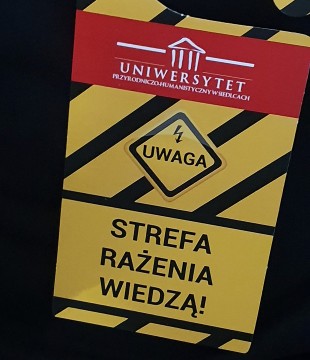 UNIWERSYTET
PRZYRODNICZO-HUMANISTYCZNY W SIEDLCACH
UWAGA
STREFA
RAŻENIA
WIEDZĄ!